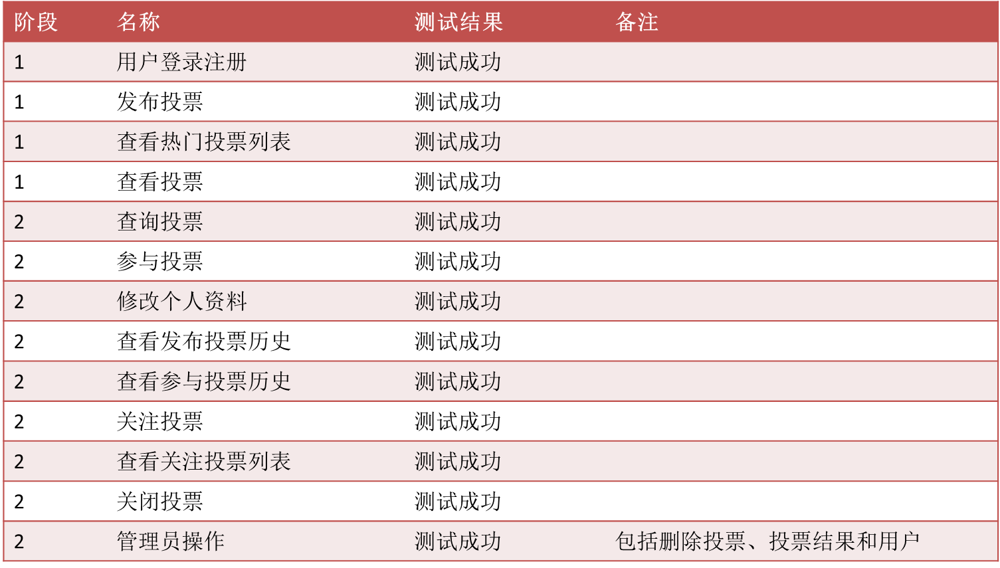 阶段 名称 测试结果 备注
1 用户登录注册 测试成功
1 发布投票 测试成功
1 查看热门投票列表 测试成功
1 查看投票 测试成功
2 查询投票 测试成功
2 参与投票 测试成功
2 修改个人资料 测试成功
2 查看发布投票历史 测试成功
2 查看参与投票历史 测试成功
2 关注投票 测试成功
2 查看关注投票列表 测试成功
2 关闭投票 测试成功
2 管理员操作 测试成功 包括删除投票、投票结果和用户